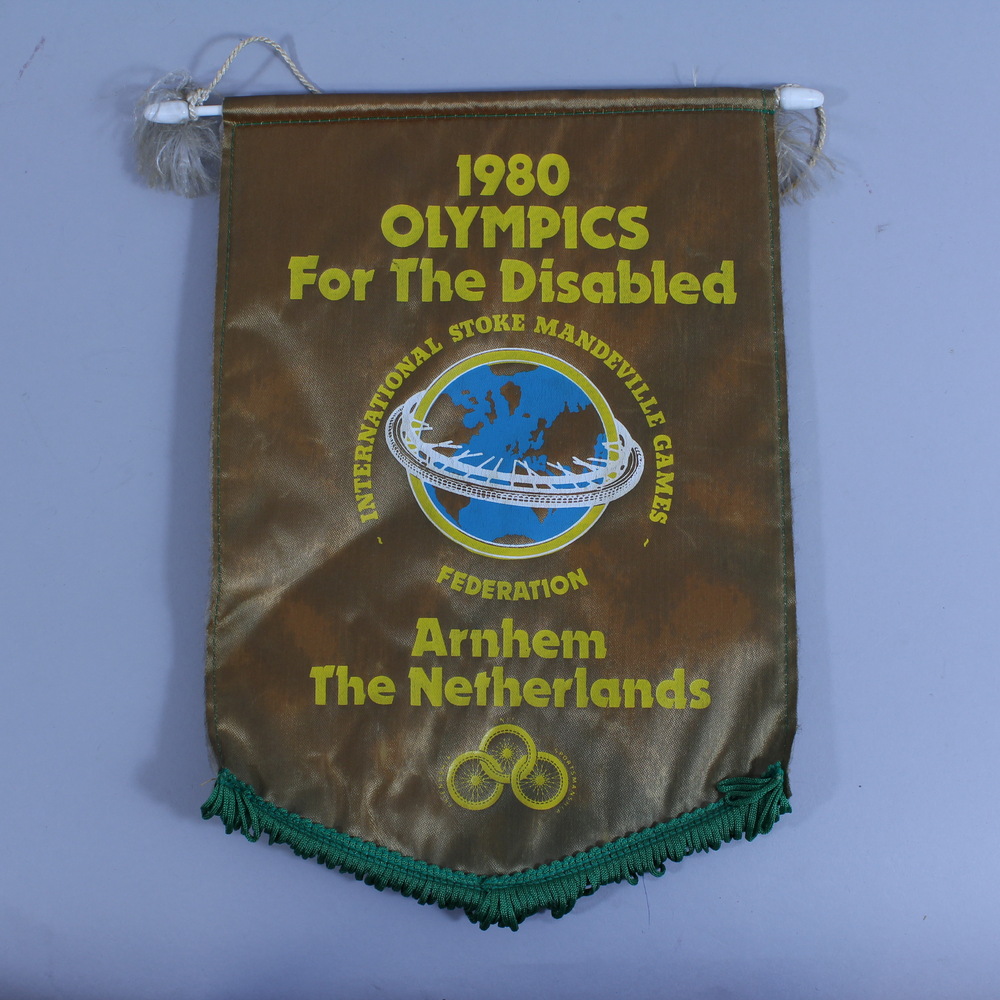 1980
OLYMPICS
For The Disabled
INTERNATIONAL STOKE MANDEVILLE GAMES
FEDERATION
Arnhem
The Netherlands